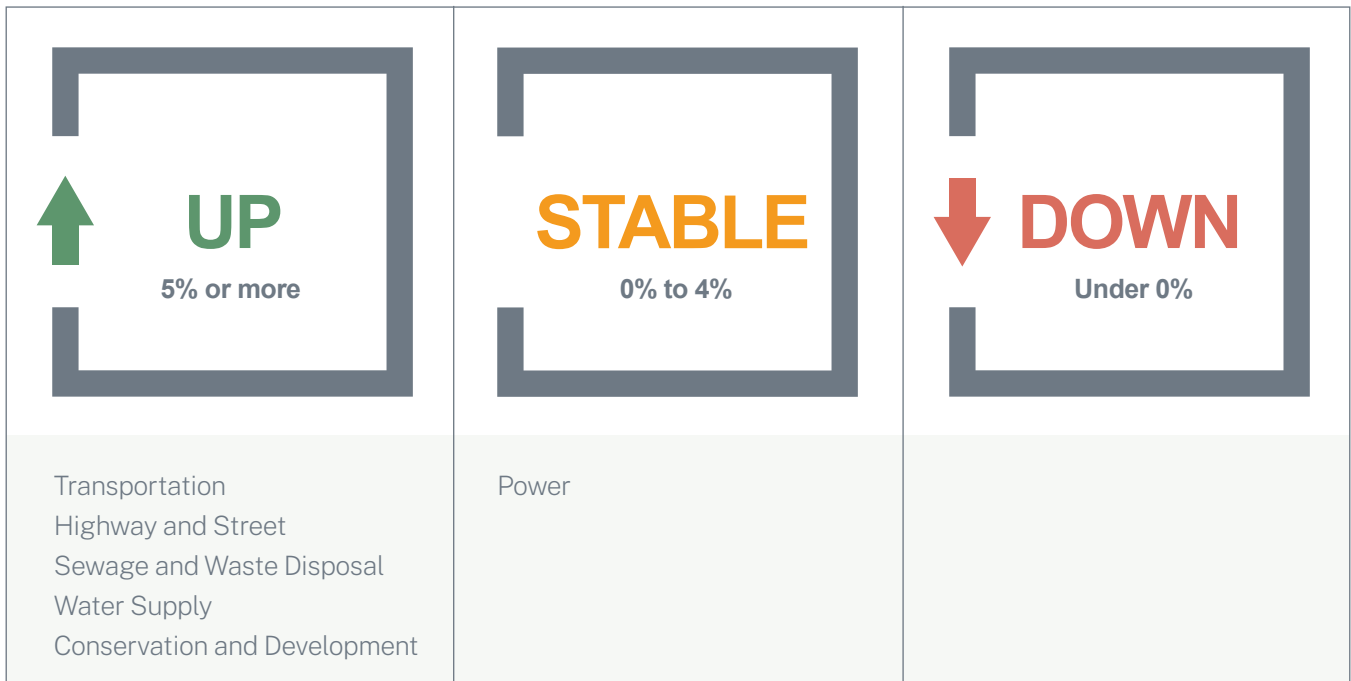 UP
5% or more
STABLE
0% to 4%
DOWN
Under 0%
Transportation
Highway and Street
Sewage and Waste Disposal
Water Supply
Conservation and Development
Power